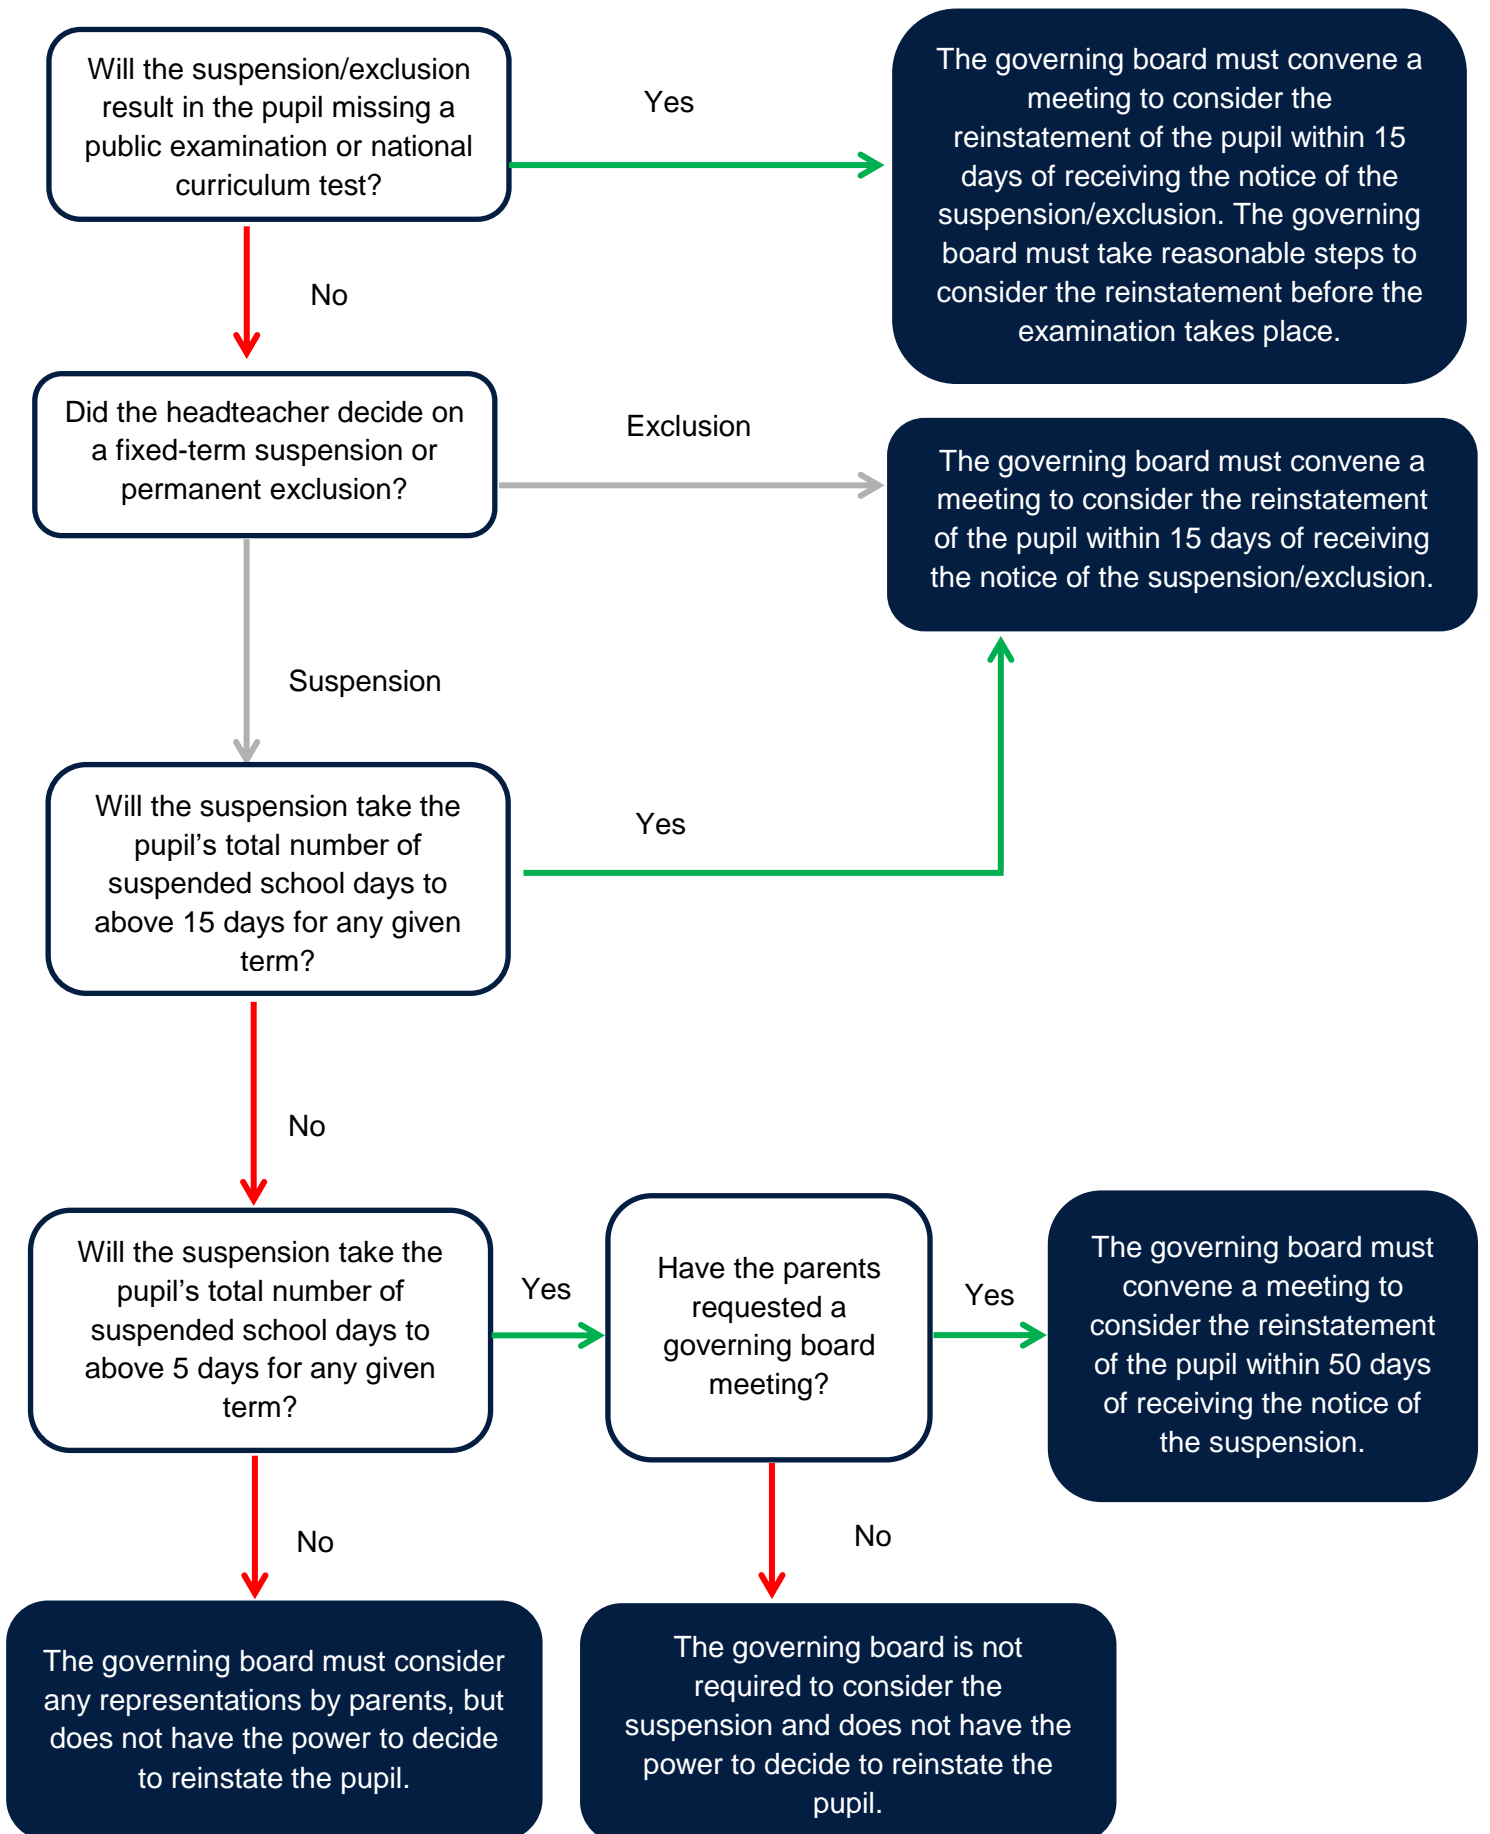 Will the suspension/exclusion
result in the pupil missing a
public examination or national
curriculum test?
Yes
The governing board must convene a
meeting to consider the
reinstatement of the pupil within 15
days of receiving the notice of the
suspension/exclusion. The governing
board must take reasonable steps to
consider the reinstatement before the
examination takes place.
No
Did the headteacher decide on
a fixed-term suspension or
permanent exclusion?
Exclusion
The governing board must convene a
meeting to consider the reinstatement
of the pupil within 15 days of receiving
the notice of the suspension/exclusion.
Suspension
Will the suspension take the
pupil’s total number of
suspended school days to
above 15 days for any given
term?
Yes
No
Will the suspension take the
pupil’s total number of
suspended school days to
above 5 days for any given
term?
Yes
Have the parents
requested a
governing board
meeting?
Yes
The governing board must
convene a meeting to
consider the reinstatement
of the pupil within 50 days
of receiving the notice of
the suspension.
No
No
The governing board must consider
any representations by parents, but
does not have the power to decide
to reinstate the pupil.
The governing board is not
required to consider the
suspension and does not have the
power to decide to reinstate the
pupil.